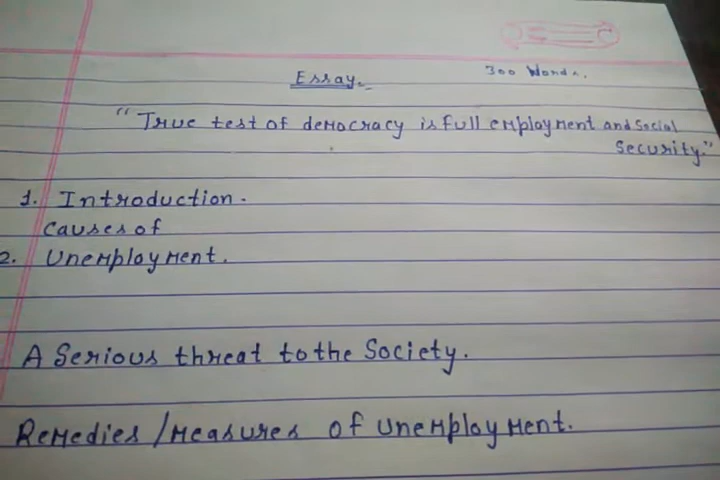 Essay.
300 Words.
"True test of democracy is full employment and Social
Security."
1. Introduction.
Causes of
2. Unemployment.
A Serious threat to the Society.
Remedies/Measures of Unemployment.